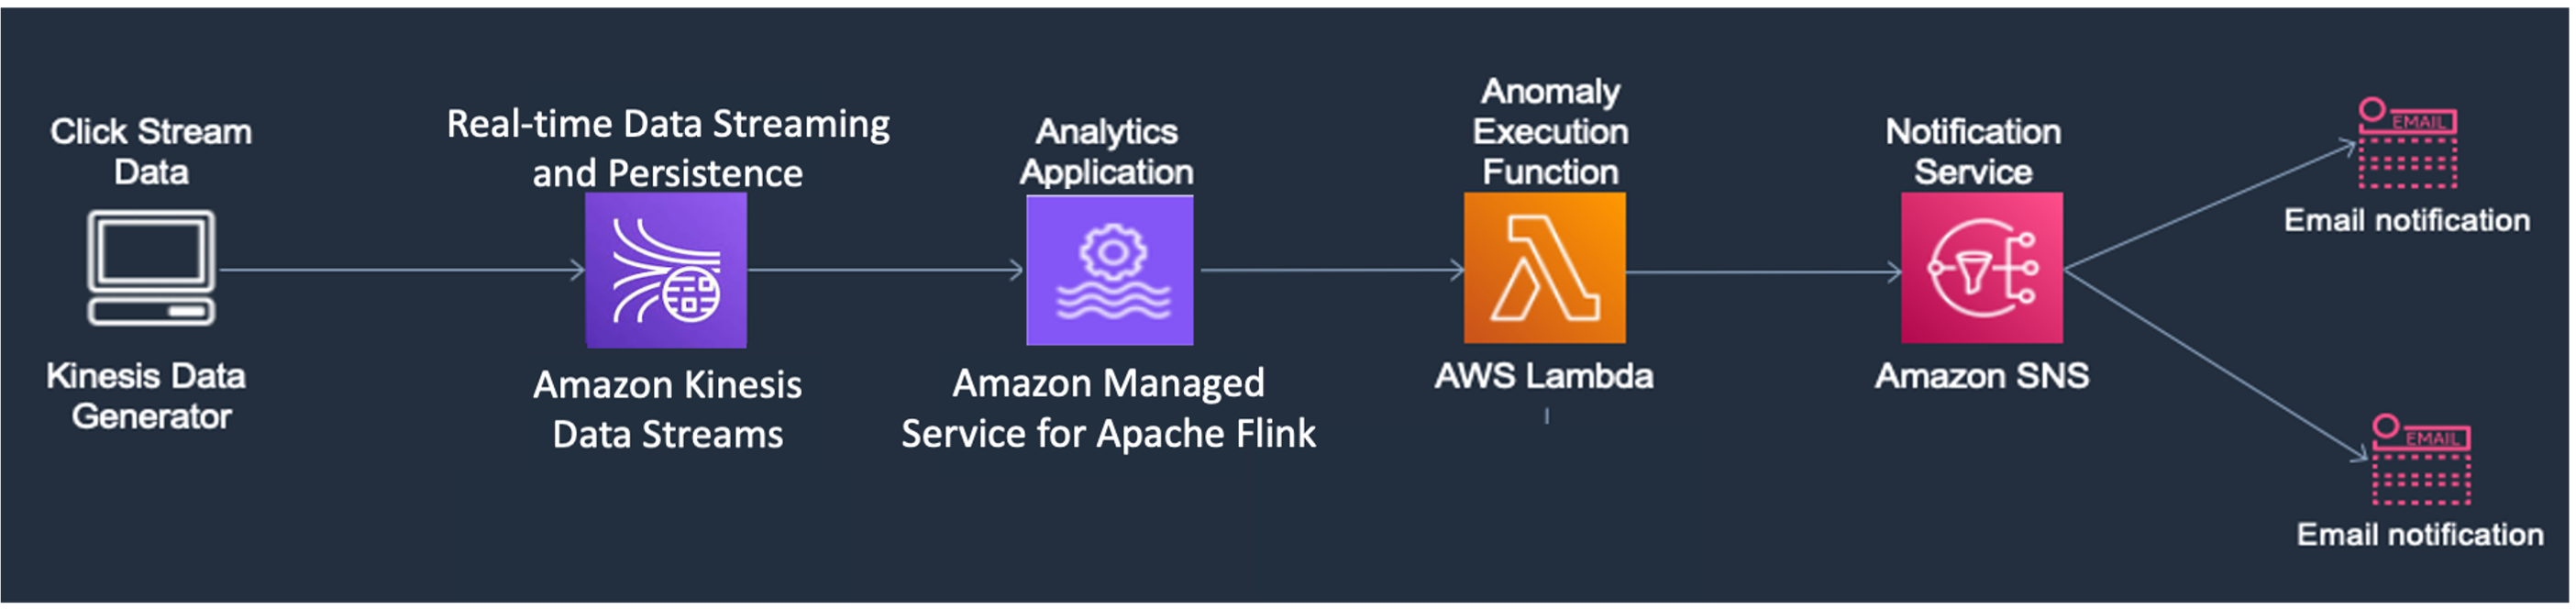 Click Stream
Data
Kinesis Data
Generator
Real-time Data Streaming
and Persistence
Amazon Kinesis
Data Streams
Analytics
Application
Amazon Managed
Service for Apache Flink
Anomaly
Execution
Function
AWS Lambda
Notification
Service
Amazon SNS
EMAIL
Email notification
EMAIL
Email notification